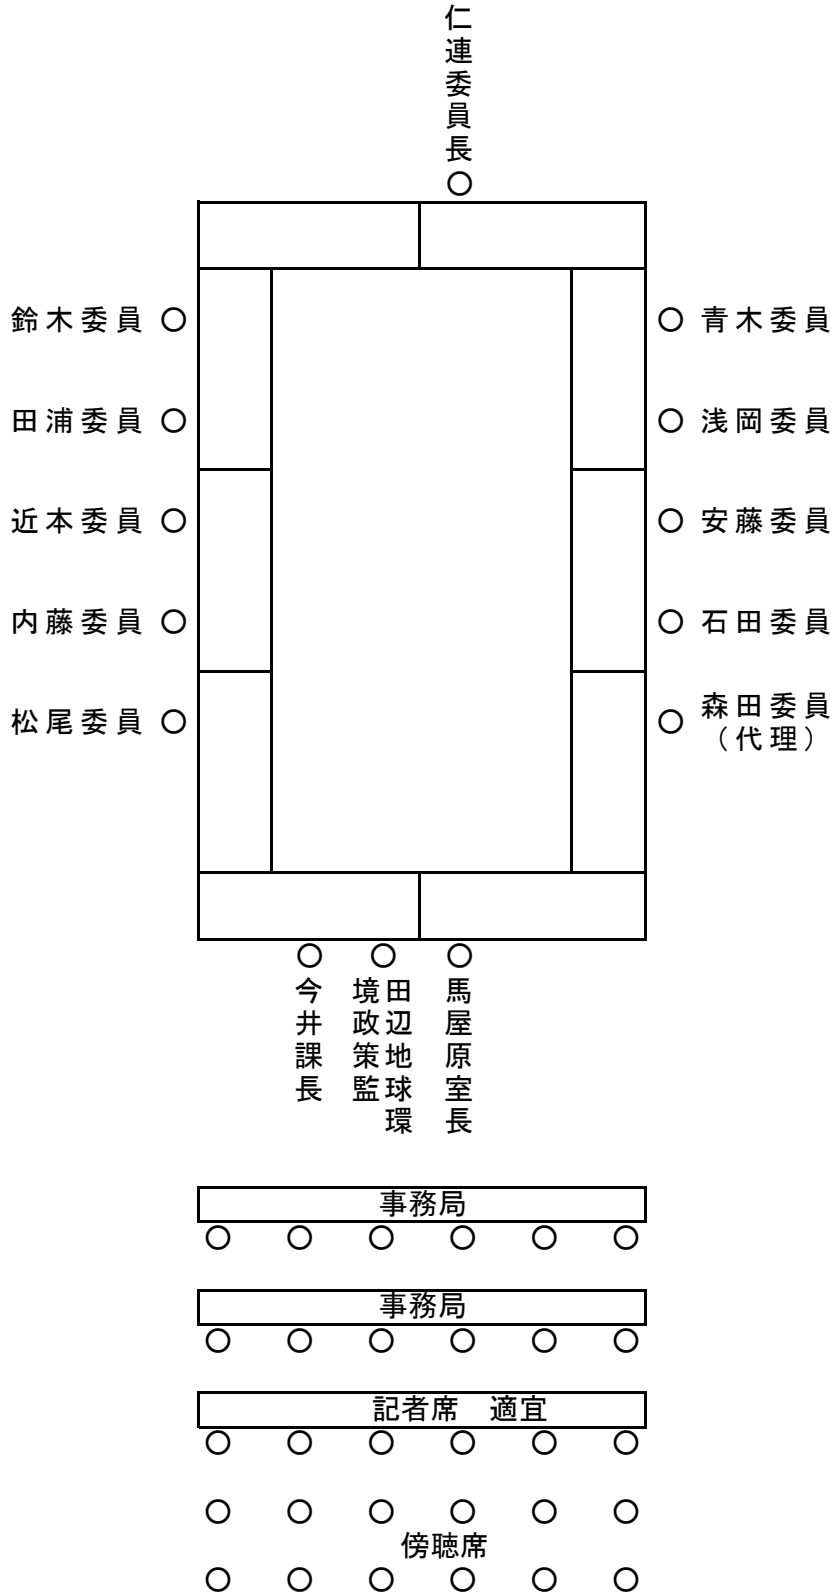 仁連委員長
鈴木委員
青木委員
田浦委員
浅岡委員
近本委員
安藤委員
内藤委員
石田委員
松尾委員
森田委員
（代理）
今井課長
田辺地球環
境政策監
馬屋原室長
事務局
事務局
記者席　適宜
傍聴席